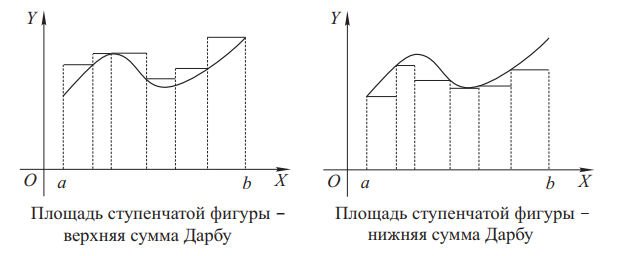 Y
Y
O
a
b
X
O
a
b
X
Площадь ступенчатой фигуры –
верхняя сумма Дарбу
Площадь ступенчатой фигуры –
нижняя сумма Дарбу